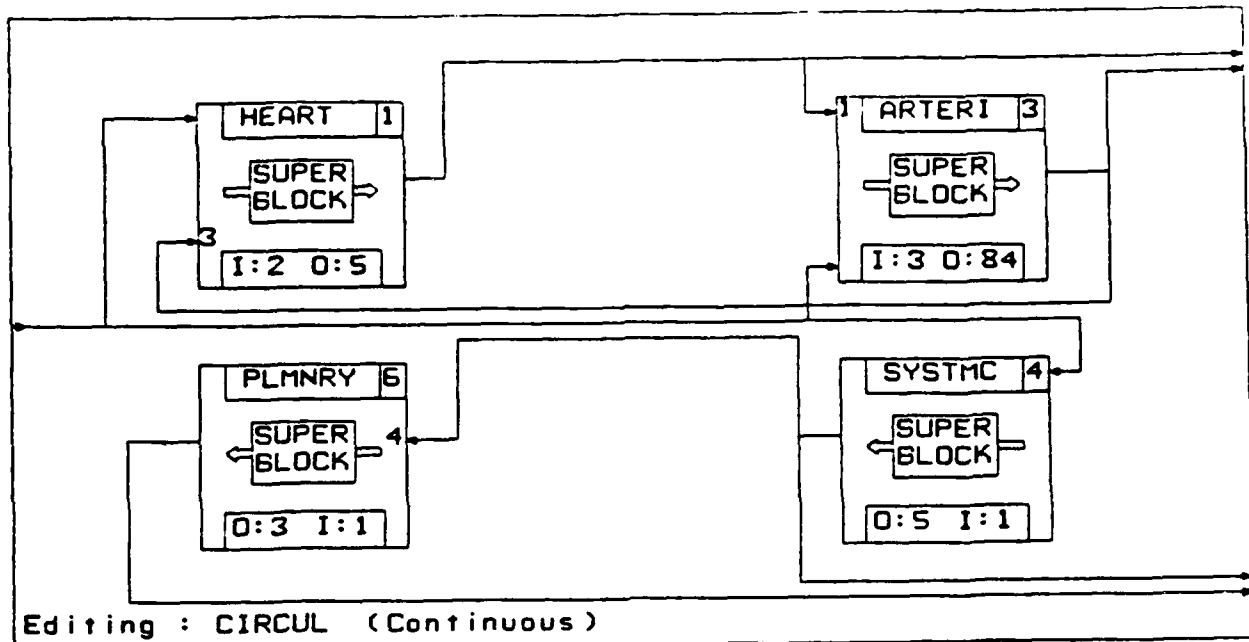 HEART 1
1 ARTERI 3
SUPER
BLOCK
SUPER
BLOCK
3
I:2 O:5
I:3 O:84
PLMNRY 6
SYSTMC 4
SUPER
BLOCK
4
SUPER
BLOCK
O:3 I:1
O:5 I:1
Editing : CIRCUL (Continuous)